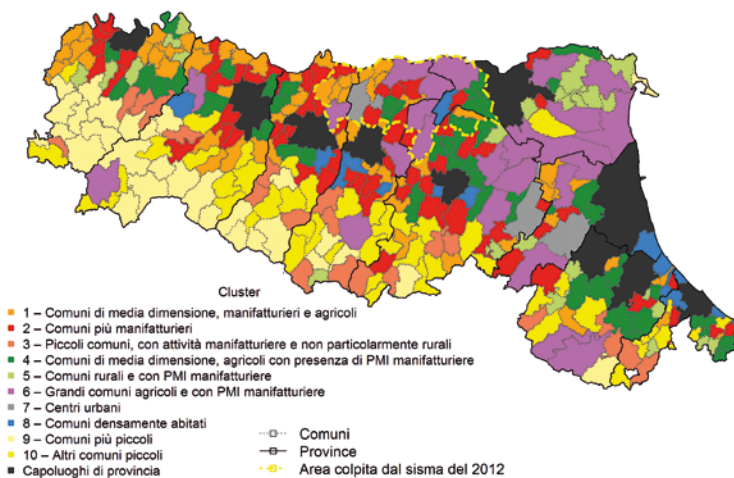 Cluster
1 – Comuni di media dimensione, manifatturieri e agricoli
2 – Comuni più manifatturieri
3 – Piccoli comuni, con attività manifatturiere e non particolarmente rurali
4 – Comuni di media dimensione, agricoli con presenza di PMI manifatturiere
5 – Comuni rurali e con PMI manifatturiere
6 – Grandi comuni agricoli e con PMI manifatturiere
7 – Centri urbani
8 – Comuni densamente abitati
9 – Comuni più piccoli
10 – Altri comuni piccoli
Capoluoghi di provincia
Comuni
Province
Area colpita dal sisma del 2012